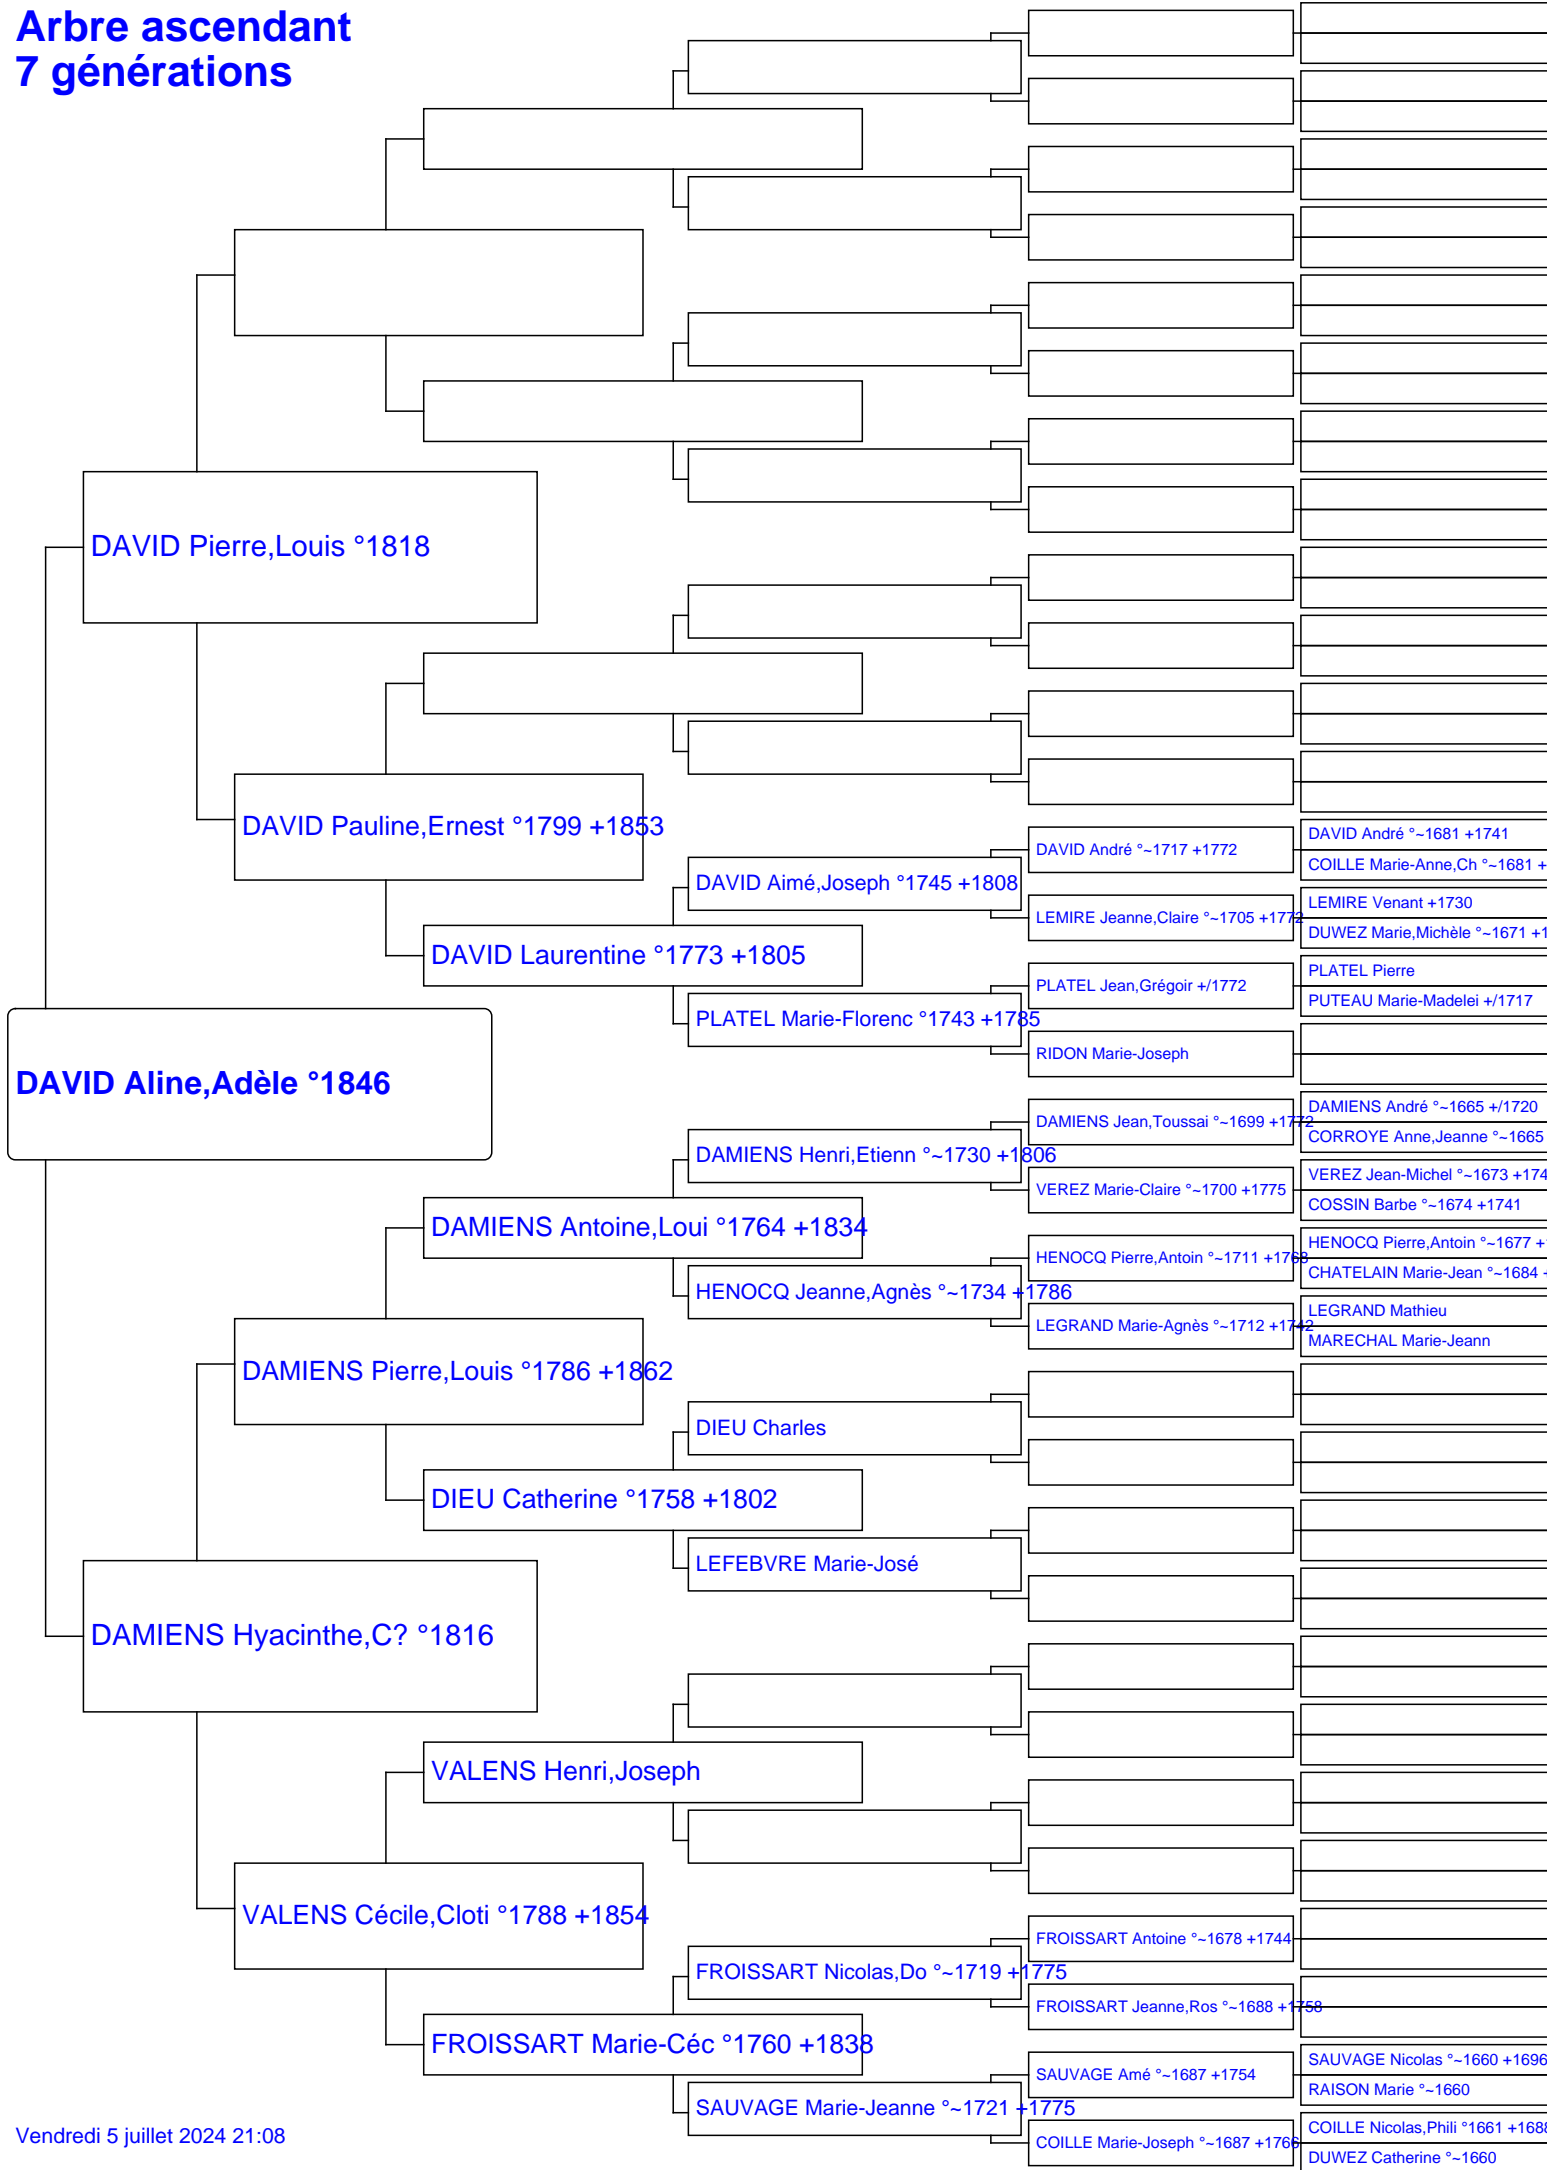 Arbre ascendant
7 générations
DAVID Pierre,Louis °1818
DAVID Pauline,Ernest °1799 +1853
DAVID André °~1717 +1772
DAVID André °~1681 +1741
COILLE Marie-Anne,Ch °~1681 +
DAVID Aimé,Joseph °1745 +1808
LEMIRE Jeanne,Claire °~1705 +1772
LEMIRE Venant +1730
DUWEZ Marie,Michèle °~1671 +1
DAVID Laurentine °1773 +1805
PLATEL Jean,Grégoir +/1772
PLATEL Pierre
PUTEAU Marie-Madelei +/1717
PLATEL Marie-Florenc °1743 +1785
RIDON Marie-Joseph
DAVID Aline,Adèle °1846
DAMIENS Jean,Toussai °~1699 +1772
DAMIENS André °~1665 +/1720
CORROYE Anne,Jeanne °~1665
DAMIENS Henri,Etienn °~1730 +1806
VEREZ Marie-Claire °~1700 +1775
VEREZ Jean-Michel °~1673 +174
COSSIN Barbe °~1674 +1741
DAMIENS Antoine,Loui °1764 +1834
HENOCQ Pierre,Antoin °~1711 +1768
HENOCQ Pierre,Antoin °~1677 +
CHATELAIN Marie-Jean °~1684 +
HENOCQ Jeanne,Agnès °~1734 +1786
LEGRAND Marie-Agnès °~1712 +1742
LEGRAND Mathieu
MARECHAL Marie-Jeann
DAMIENS Pierre,Louis °1786 +1862
DIEU Charles
DIEU Catherine °1758 +1802
LEFEBVRE Marie-José
DAMIENS Hyacinthe,C? °1816
VALENS Henri,Joseph
VALENS Cécile,Cloti °1788 +1854
FROISSART Antoine °~1678 +1744
FROISSART Nicolas,Do °~1719 +1775
FROISSART Jeanne,Ros °~1688 +1758
FROISSART Marie-Céc °1760 +1838
SAUVAGE Amé °~1687 +1754
SAUVAGE Nicolas °~1660 +1696
RAISON Marie °~1660
SAUVAGE Marie-Jeanne °~1721 +1775
COILLE Marie-Joseph °~1687 +1766
COILLE Nicolas,Phili °1661 +1688
DUWEZ Catherine °~1660
Vendredi 5 juillet 2024 21:08